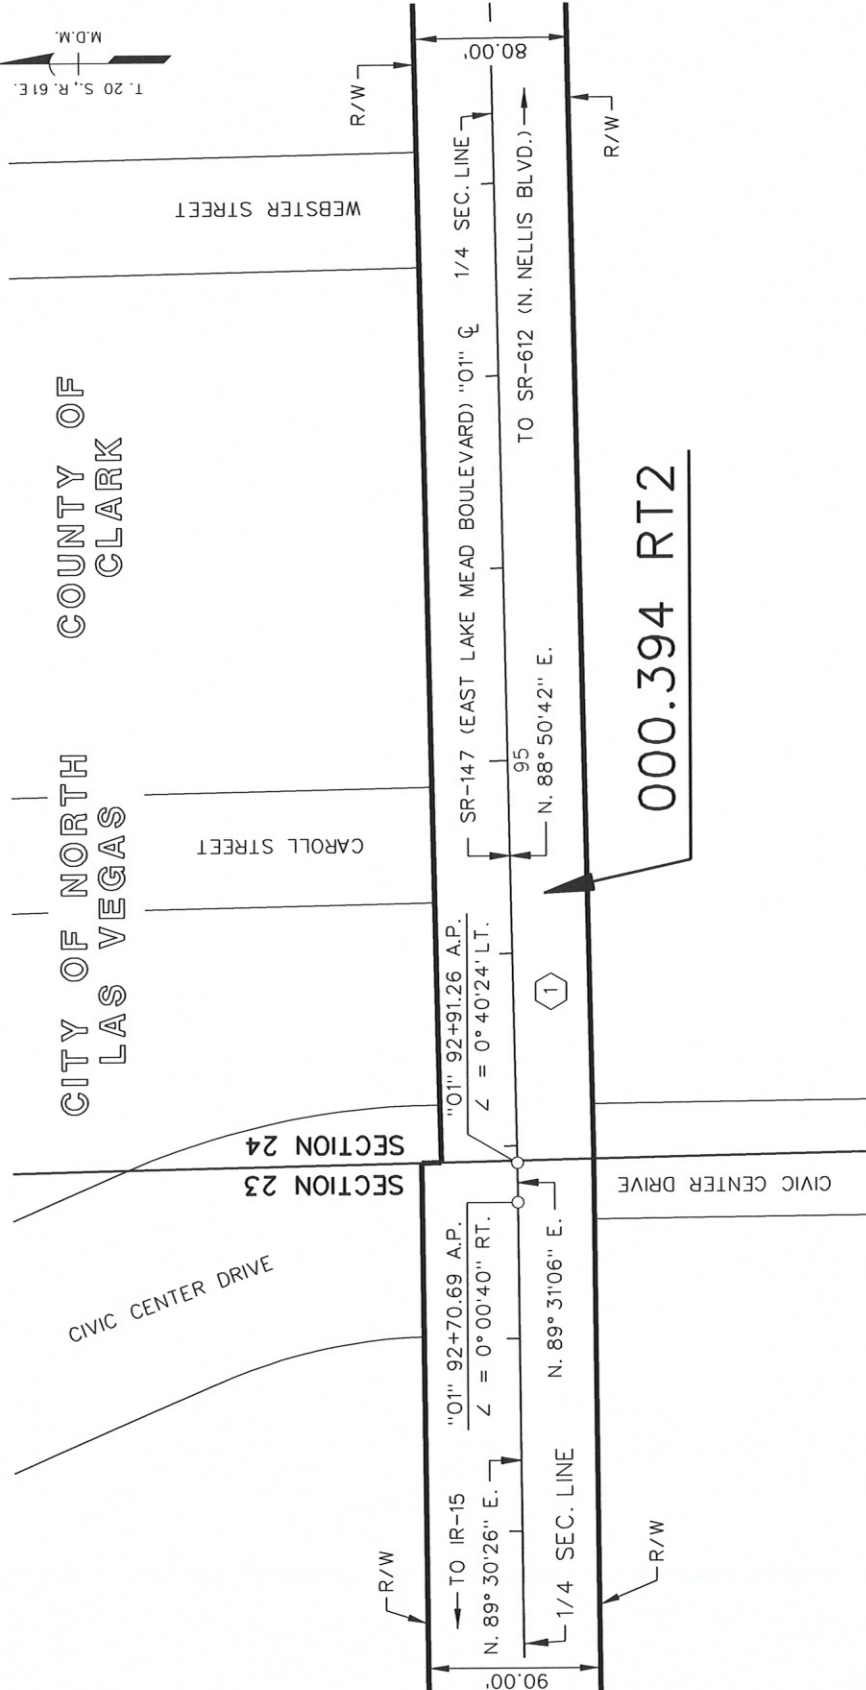 T. 20 S., R. 61E.
M.D.M.
CITY OF NORTH
LAS VEGAS
COUNTY OF
CLARK
CIVIC CENTER DRIVE
SECTION 23
SECTION 24
CAROLL STREET
WEBSTER STREET
R/W
R/W
90.00'
80.00'
← TO IR-15
N. 89° 30'26" E.
1/4 SEC. LINE
"O1" 92+70.69 A.P.
∠ = 0°00'40" RT.
N. 89° 31'06" E.
"O1" 92+91.26 A.P.
∠ = 0° 40'24' LT.
SR-147 (EAST LAKE MEAD BOULEVARD) "O1" ℄
1/4 SEC. LINE
95
N. 88° 50'42" E.
TO SR-612 (N. NELLIS BLVD.) →
1
R/W
R/W
CIVIC CENTER DRIVE
000.394 RT2